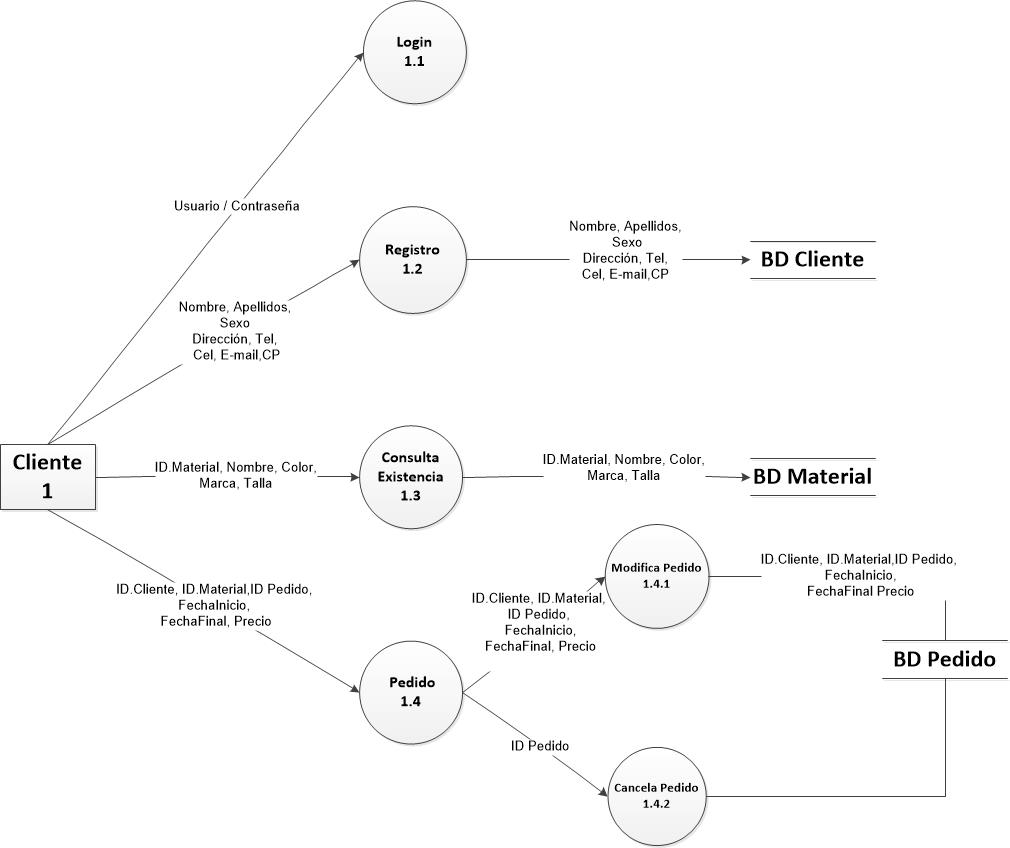 Login
1.1
Usuario / Contraseña
Registro
1.2
Nombre, Apellidos,
Sexo
Dirección, Tel,
Cel, E-mail,CP
BD Cliente
Nombre, Apellidos,
Sexo
Dirección, Tel,
Cel, E-mail,CP
Cliente
1
ID.Material, Nombre, Color,
Marca, Talla
Consulta
Existencia
1.3
ID.Material, Nombre, Color,
Marca, Talla
BD Material
ID.Cliente, ID.Material,ID Pedido,
FechaInicio,
FechaFinal, Precio
Pedido
1.4
ID.Cliente, ID.Material,
ID Pedido,
FechaInicio,
FechaFinal, Precio
Modifica Pedido
1.4.1
ID.Cliente, ID.Material,ID Pedido,
FechaInicio,
FechaFinal Precio
BD Pedido
ID Pedido
Cancela Pedido
1.4.2